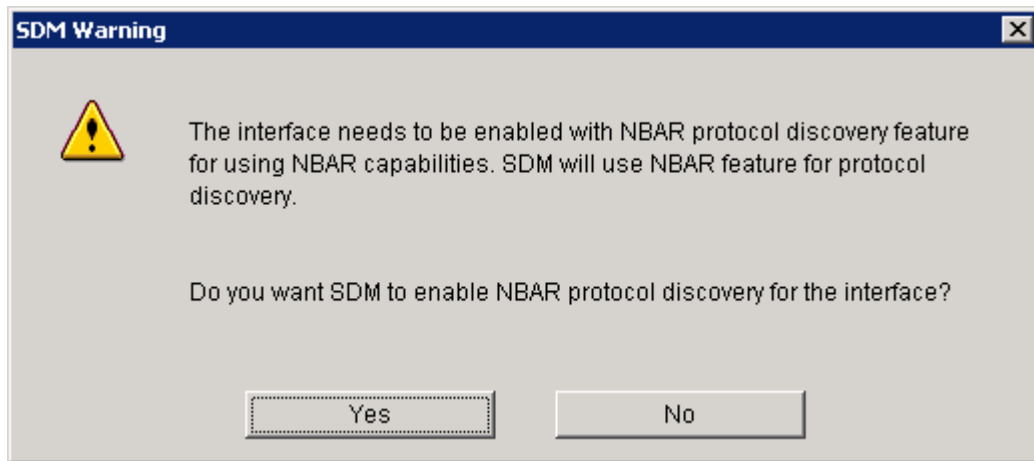 SDM Warning
The interface needs to be enabled with NBAR protocol discovery feature
for using NBAR capabilities. SDM will use NBAR feature for protocol
discovery.
Do you want SDM to enable NBAR protocol discovery for the interface?
Yes No